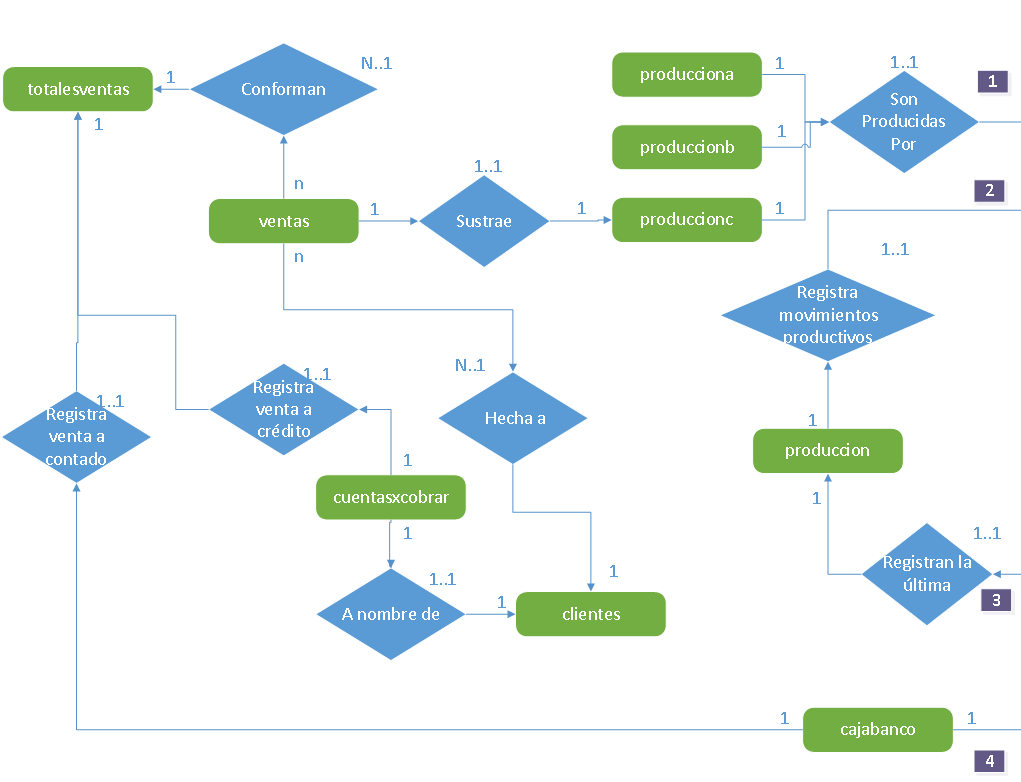 N..1
1..1
totalesventas
1
Conforman
1
producciona
1
Son
Producidas
Por
1
1
produccionb
n
1..1
2
ventas
1
Sustrae
1
produccionc
1
n
1..1
Registra
movimientos
productivos
N..1
1..1
Registra
venta a
crédito
1..1
Registra
venta a
contado
Hecha a
1
produccion
1
cuentasxcobrar
1
1
1..1
Registran la
última
1..1
1
3
A nombre de
1
clientes
1
cajabanco
1
4